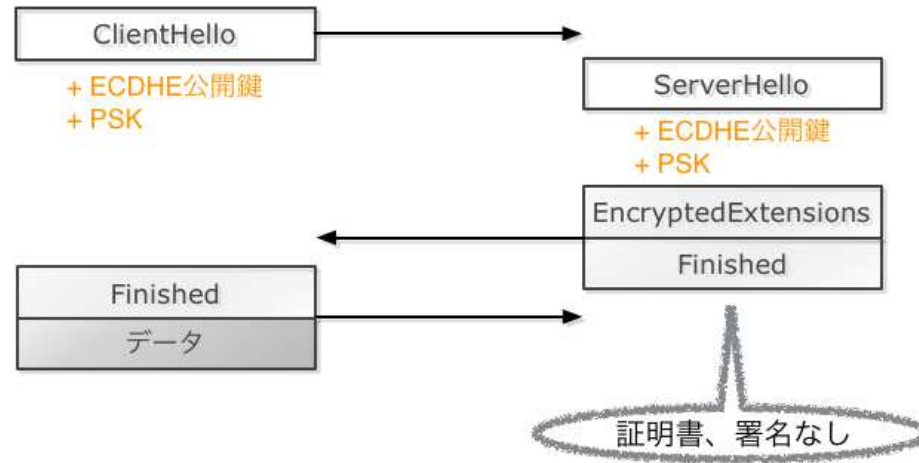 ClientHello
+ ECDHE公開鍵
+ PSK
ServerHello
+ ECDHE公開鍵
+ PSK
EncryptedExtensions
Finished
Finished
データ
証明書、署名なし